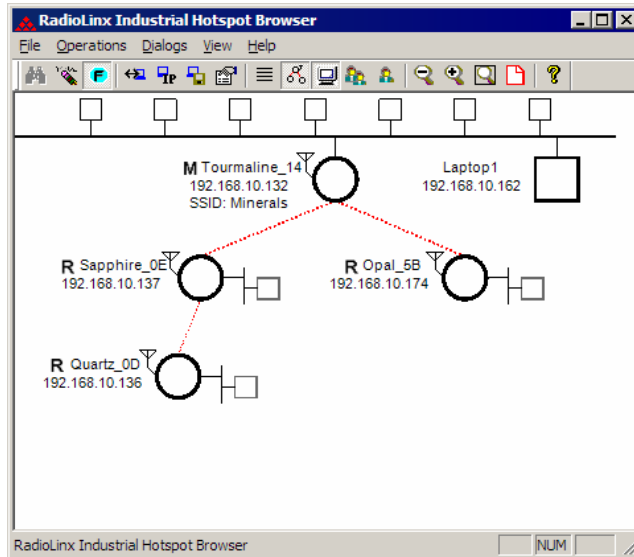 RadioLinx Industrial Hotspot Browser
File Operations Dialogs View Help
F IP ?
M Tourmaline_14
192.168.10.132
SSID: Minerals
Laptop1
192.168.10.162
R Sapphire_0E
192.168.10.137
R Opal_5B
192.168.10.174
R Quartz_0D
192.168.10.136
RadioLinx Industrial Hotspot Browser
NUM